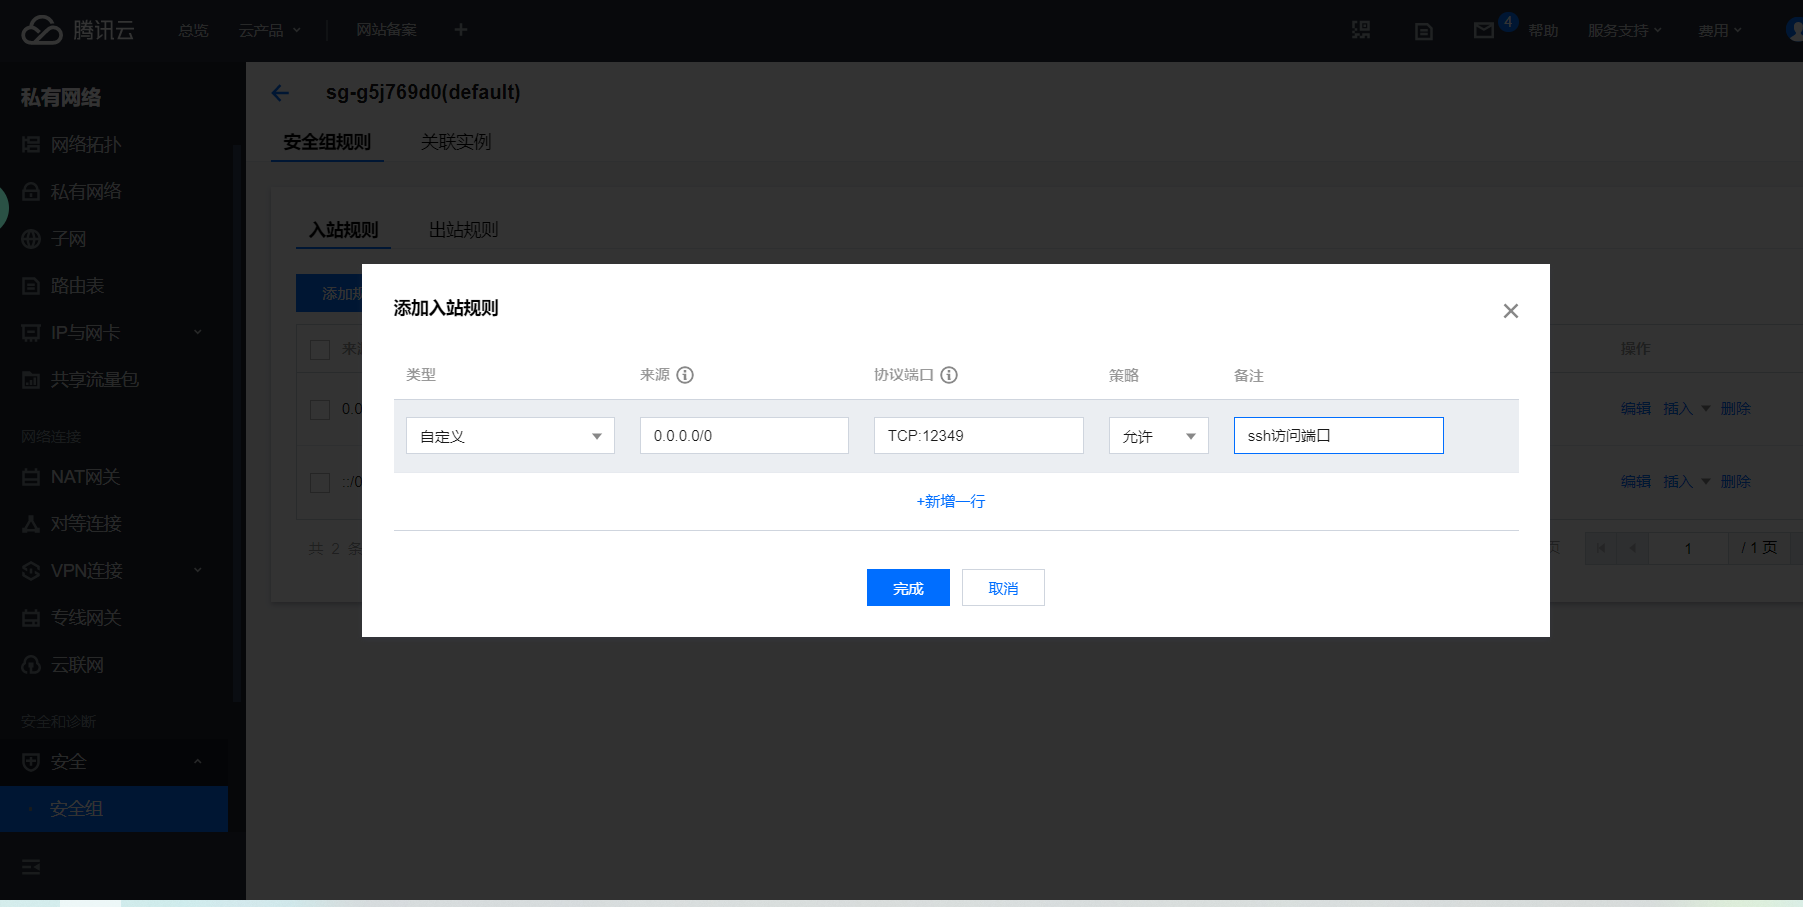 腾讯云
总览
云产品
网站备案
4
帮助
服务支持
费用
私有网络
网络拓扑
私有网络
子网
路由表
IP与网卡
共享流量包
网络连接
NAT网关
对等连接
VPN连接
专线网关
云联网
安全和诊断
安全
安全组
sg-g5j769d0(default)
安全组规则
关联实例
入站规则
出站规则
添加规
来源
操作
0.0
编辑 插入 删除
::/0
编辑 插入 删除
共 2 条
页
1
/ 1 页
添加入站规则
类型
来源
协议端口
策略
备注
自定义
0.0.0.0/0
TCP:12349
允许
ssh访问端口
+新增一行
完成
取消